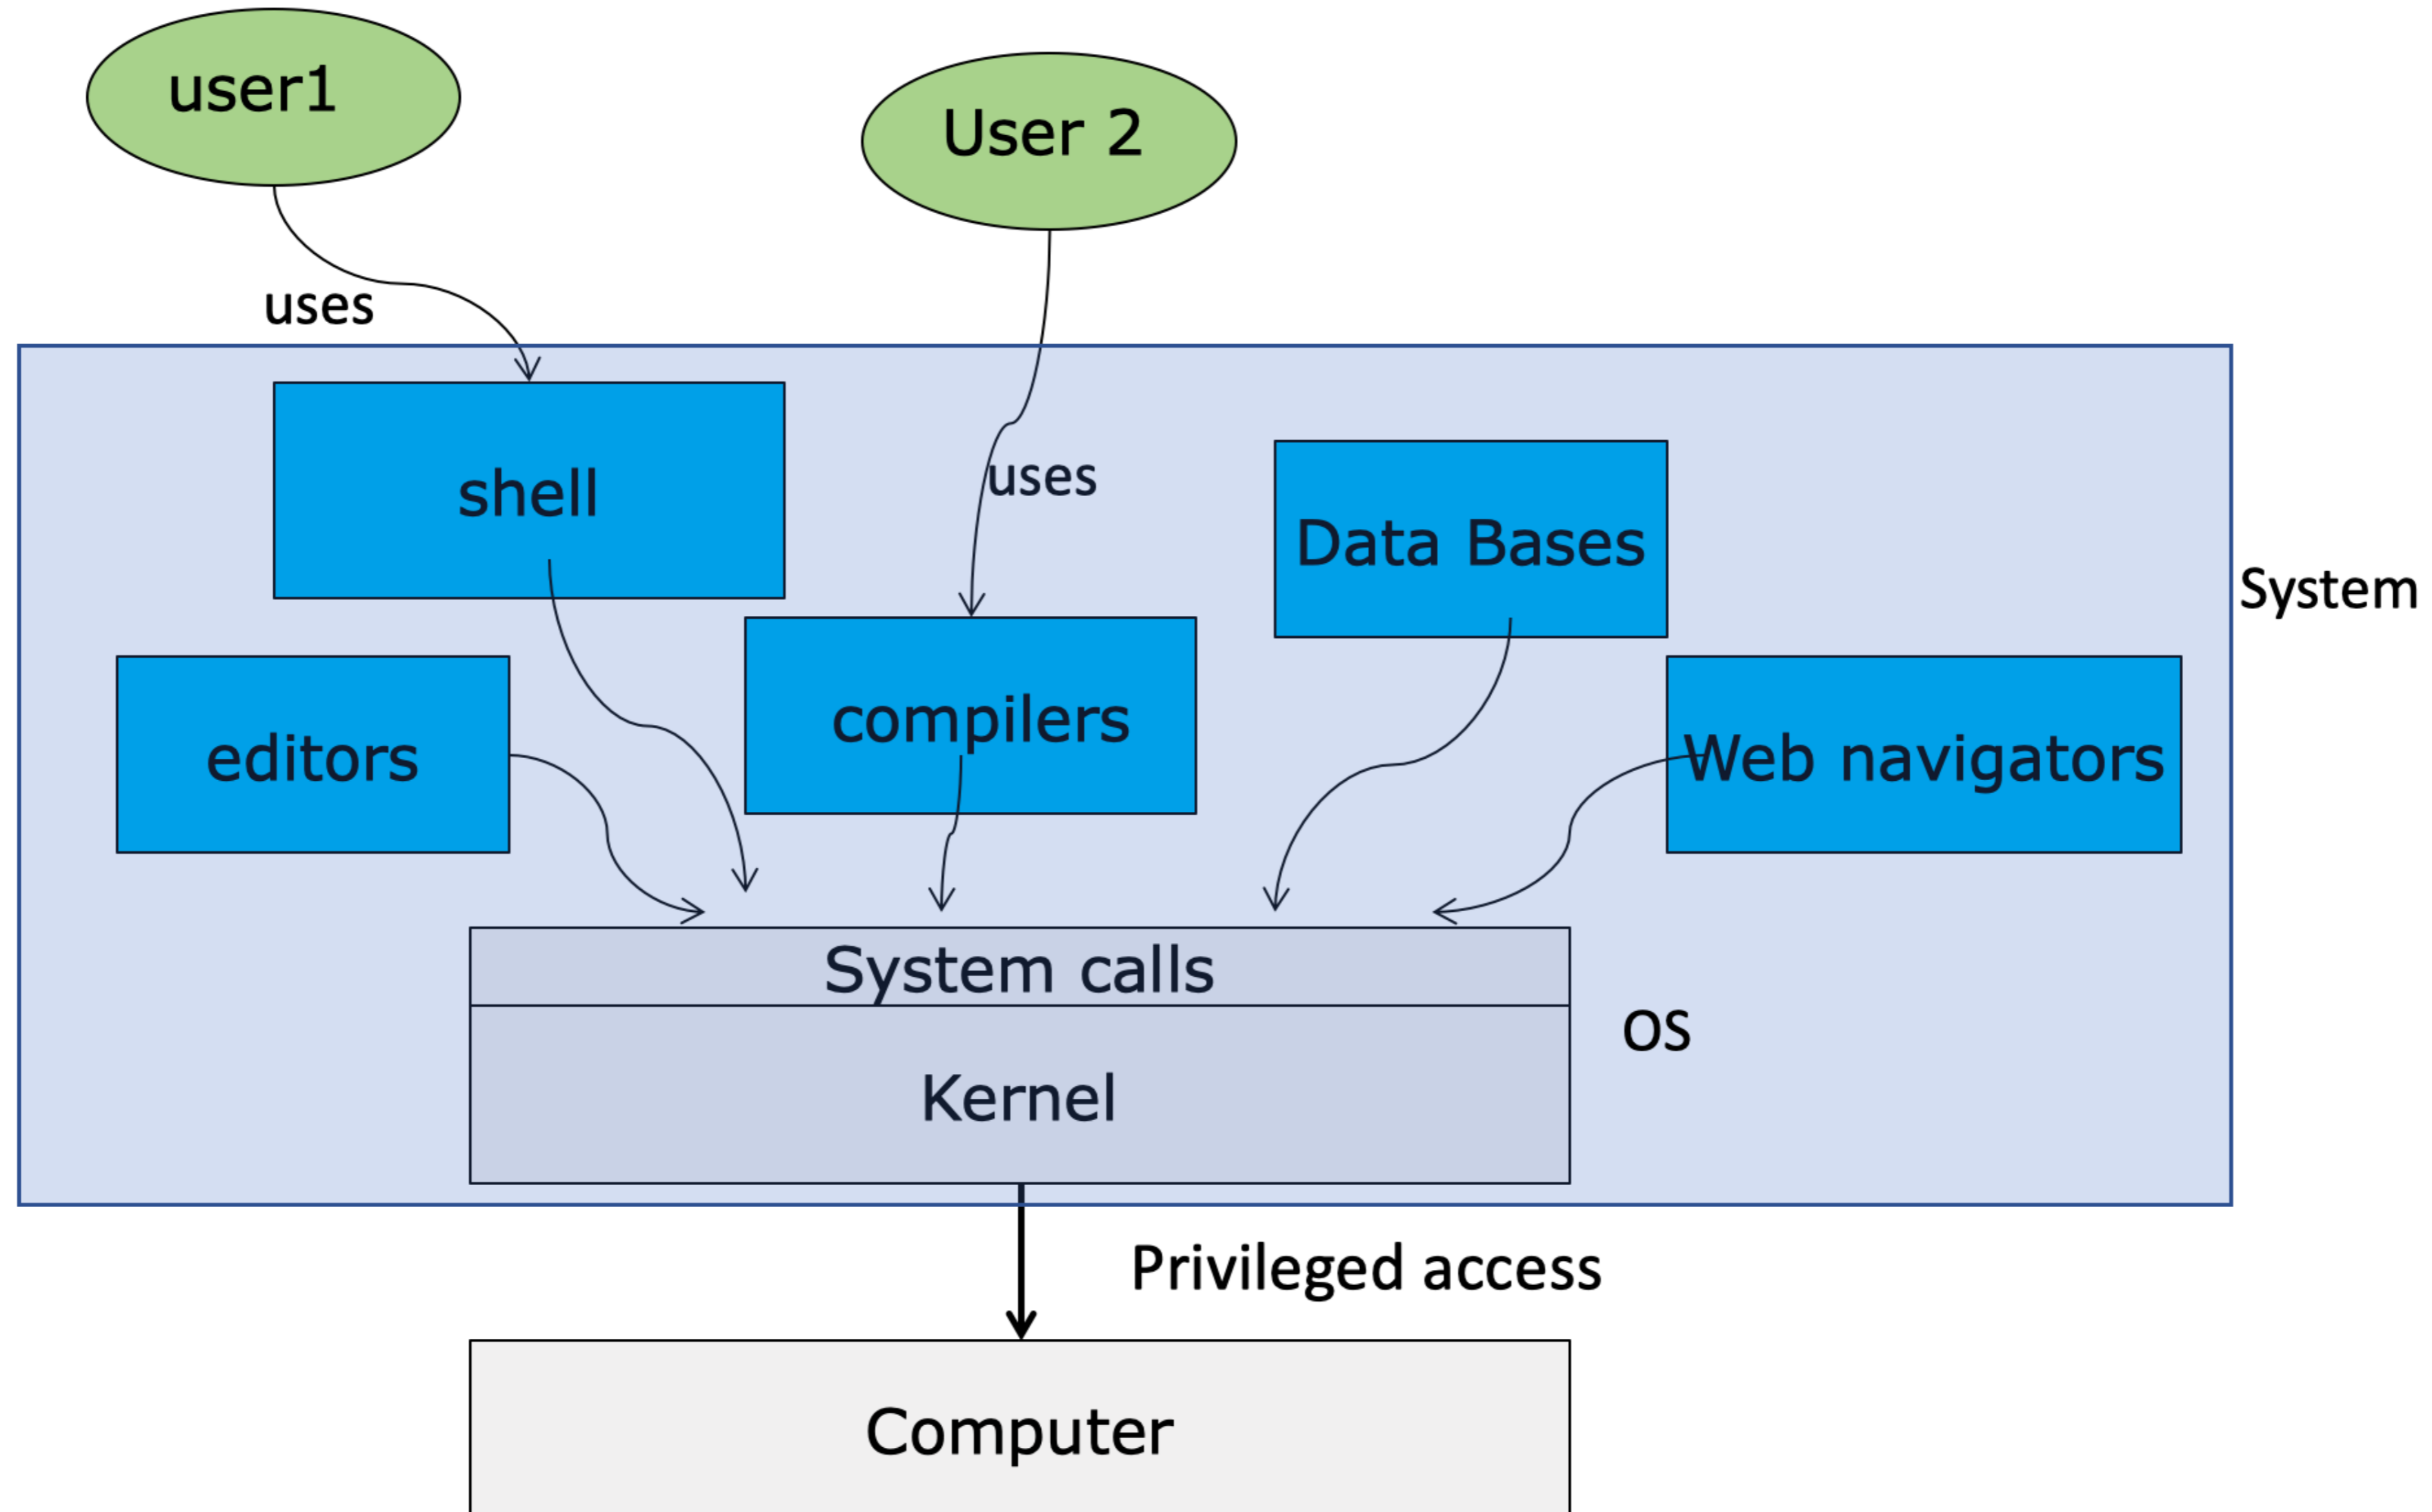 user1
User 2
uses
shell
uses
Data Bases
System
compilers
editors
Web navigators
System calls
OS
Kernel
Privileged access
Computer